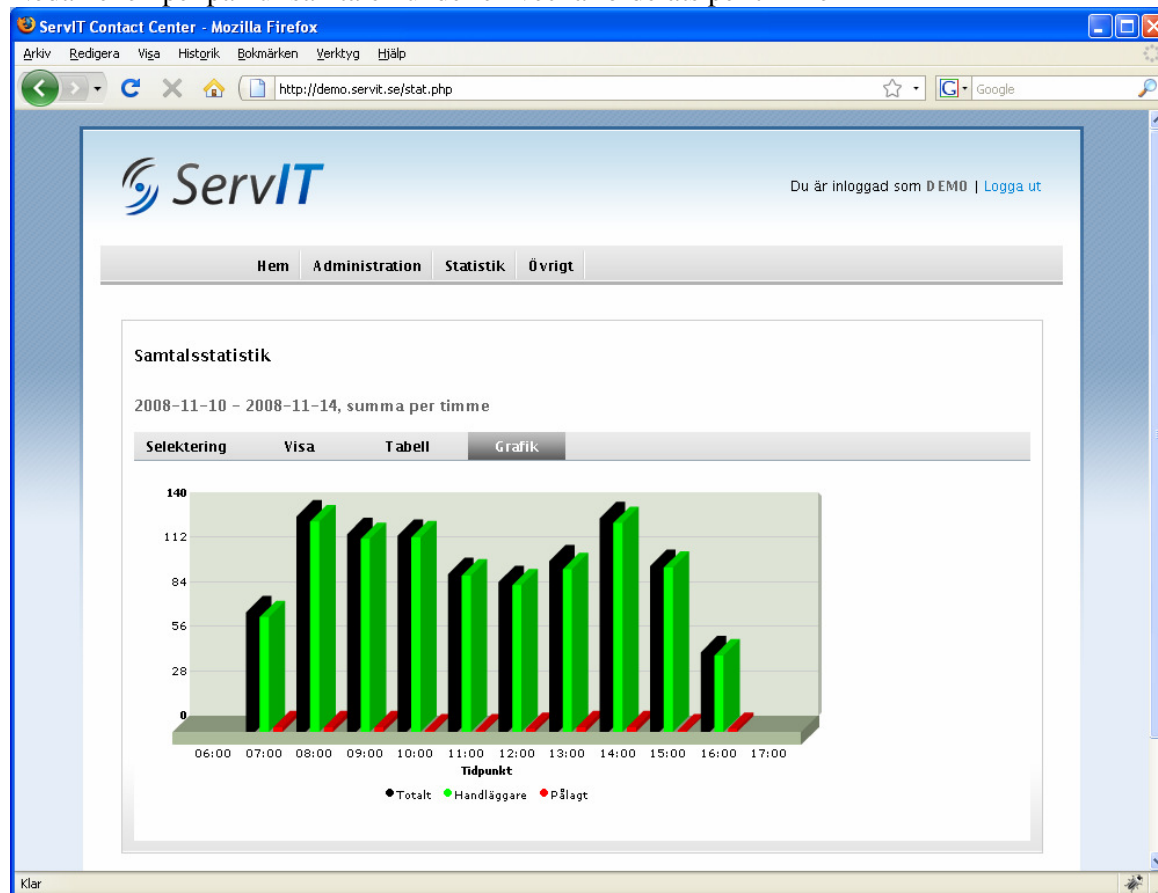 ServIT Contact Center - Mozilla Firefox
Arkiv Redigera Visa Historik Bokmärken Verktyg Hjälp
http://demo.servit.se/stat.php
G Google
ServIT
Du är inloggad som DEMO | Logga ut
Hem Administration Statistik Övrigt
Samtalsstatistik
2008-11-10 - 2008-11-14, summa per timme
Selektering Visa Tabell Grafik
140
112
84
56
28
0
06:00 07:00 08:00 09:00 10:00 11:00 12:00 13:00 14:00 15:00 16:00 17:00
Tidpunkt
Totalt Handläggare Pålagt
Klar